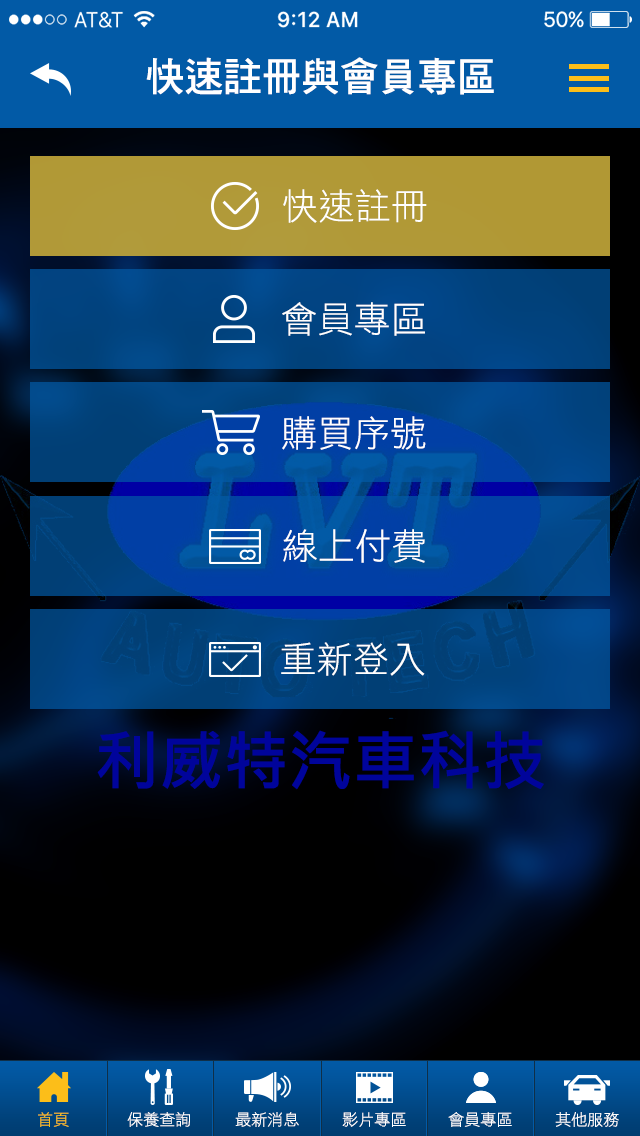 AT&T 9:12 AM 50%
快速註冊與會員專區
快速註冊
會員專區
購買序號
LVT
線上付費
AUTO TECH
重新登入
利威特汽車科技
首頁 保養查詢 最新消息 影片專區 會員專區 其他服務